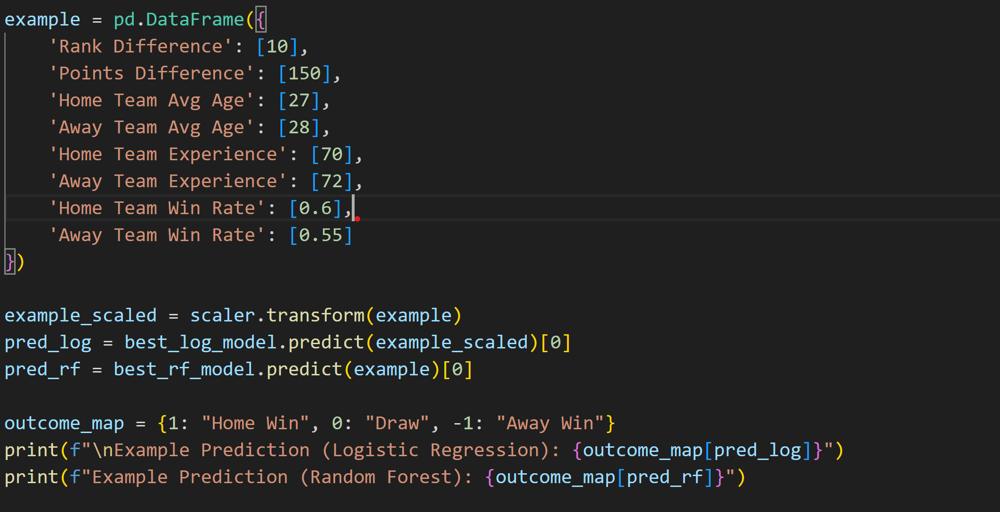 example = pd.DataFrame({
    'Rank Difference': [10],
    'Points Difference': [150],
    'Home Team Avg Age': [27],
    'Away Team Avg Age': [28],
    'Home Team Experience': [70],
    'Away Team Experience': [72],
    'Home Team Win Rate': [0.6],
    'Away Team Win Rate': [0.55]
})
example_scaled = scaler.transform(example)
pred_log = best_log_model.predict(example_scaled)[0]
pred_rf = best_rf_model.predict(example)[0]
outcome_map = {1: "Home Win", 0: "Draw", -1: "Away Win"}
print(f"\nExample Prediction (Logistic Regression): {outcome_map[pred_log]}")
print(f"Example Prediction (Random Forest): {outcome_map[pred_rf]}")